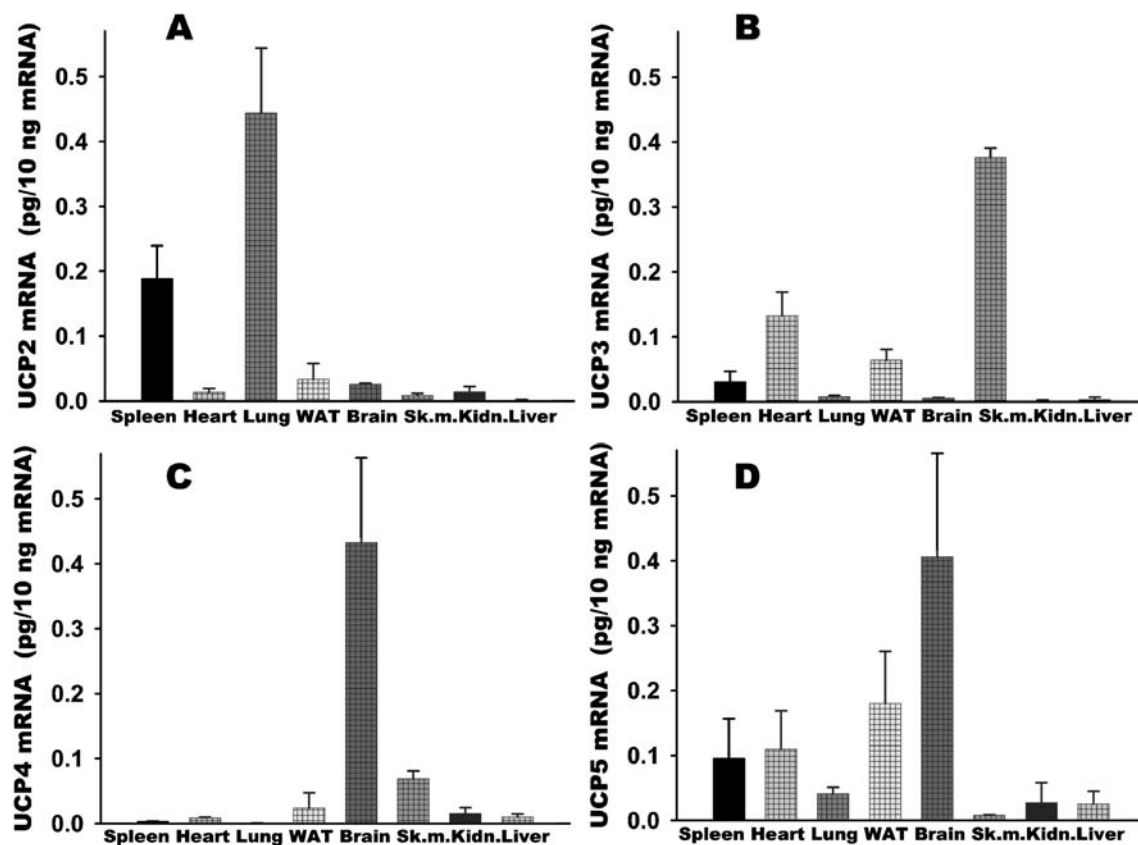 A
UCP2 mRNA (pg/10 ng mRNA)
0.5
0.4
0.3
0.2
0.1
0.0
Spleen Heart Lung WAT Brain Sk.m. Kidn. Liver
B
UCP3 mRNA (pg/10 ng mRNA)
0.5
0.4
0.3
0.2
0.1
0.0
Spleen Heart Lung WAT Brain Sk.m. Kidn. Liver
C
UCP4 mRNA (pg/10 ng mRNA)
0.5
0.4
0.3
0.2
0.1
0.0
Spleen Heart Lung WAT Brain Sk.m. Kidn. Liver
D
UCP5 mRNA (pg/10 ng mRNA)
0.5
0.4
0.3
0.2
0.1
0.0
Spleen Heart Lung WAT Brain Sk.m. Kidn. Liver